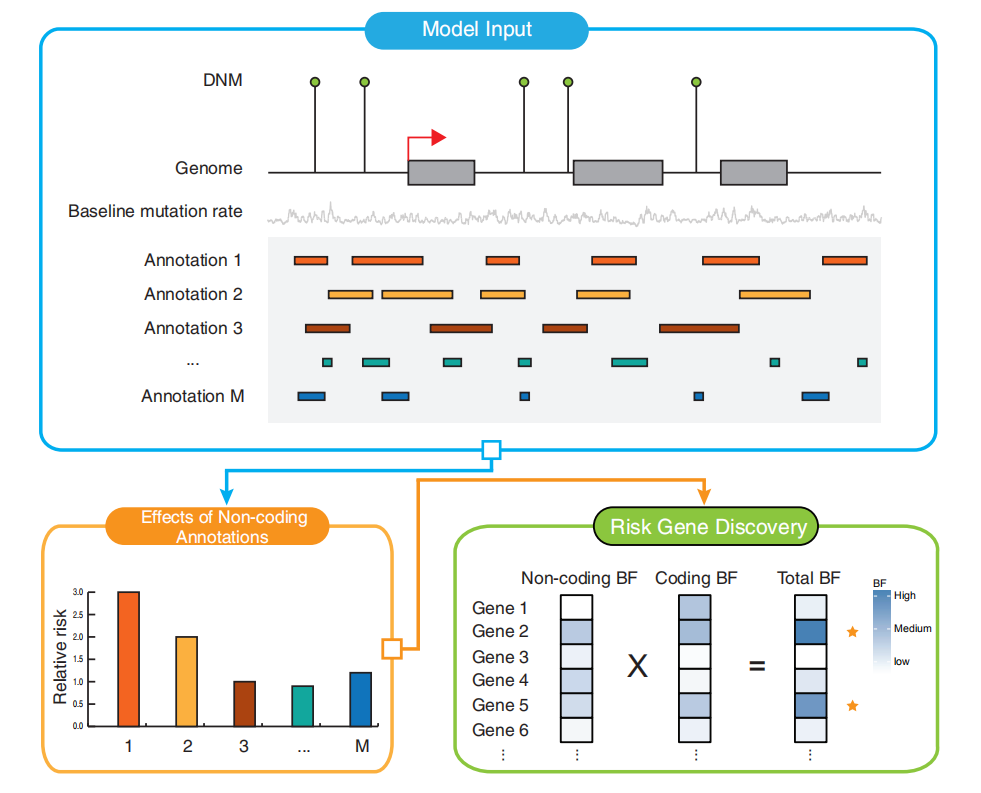 Model Input
DNM
Genome
Baseline mutation rate
Annotation 1
Annotation 2
Annotation 3
...
Annotation M
Effects of Non-coding
Annotations
Relative risk
3.0
2.5
2.0
1.5
1.0
0.5
0.0
1 2 3 ... M
Risk Gene Discovery
Non-coding BF Coding BF Total BF
Gene 1
Gene 2
Gene 3
Gene 4
Gene 5
Gene 6
X =
BF
High
Medium
low